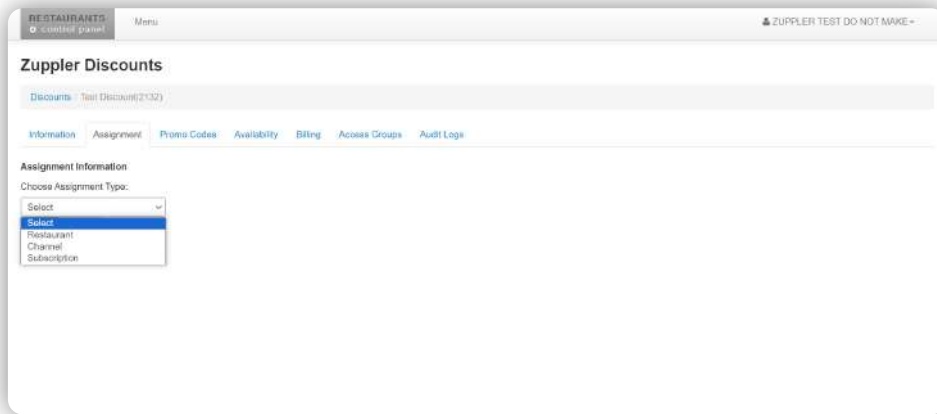 RESTAURANTS
control panel
Menu
ZUPPLER TEST DO NOT MAKE
Zuppler Discounts
Discounts / Test Discount(2132)
Information Assignment Promo Codes Availability Billing Access Groups Audit Logs
Assignment Information
Choose Assignment Type:
Select
Select
Restaurant
Channel
Subscription